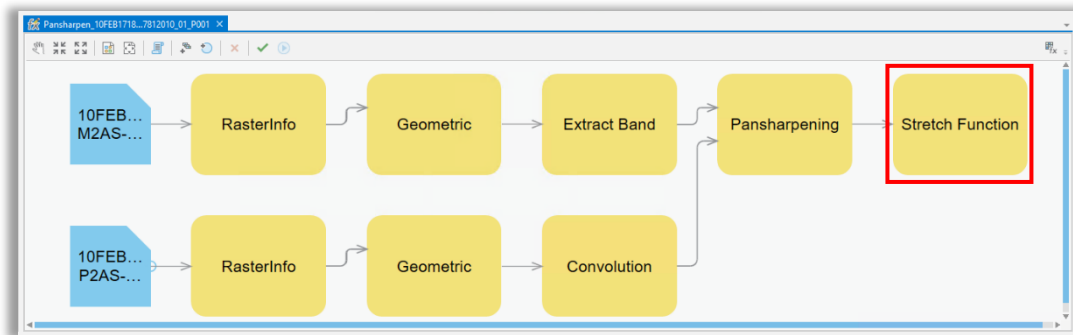 Pansharpen_10FEB1718...7812010_01_P001
10FEB...
M2AS-...
RasterInfo
Geometric
Extract Band
Pansharpening
Stretch Function
10FEB...
P2AS-...
RasterInfo
Geometric
Convolution